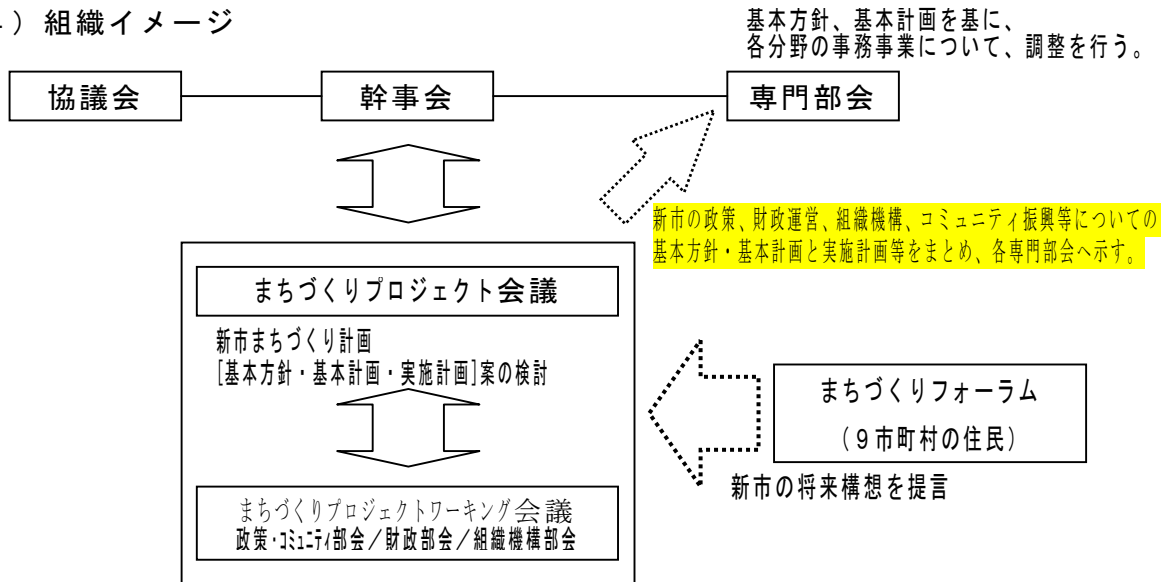 ）組織イメージ
基本方針、基本計画を基に、
各分野の事務事業について、調整を行う。
協議会
幹事会
専門部会
新市の政策、財政運営、組織機構、コミュニティ振興等についての
基本方針・基本計画と実施計画等をまとめ、各専門部会へ示す。
まちづくりプロジェクト会議
新市まちづくり計画
[基本方針・基本計画・実施計画]案の検討
まちづくりフォーラム
（９市町村の住民）
新市の将来構想を提言
まちづくりプロジェクトワーキング会議
政策・ｺﾐｭﾆﾃｨ部会／財政部会／組織機構部会